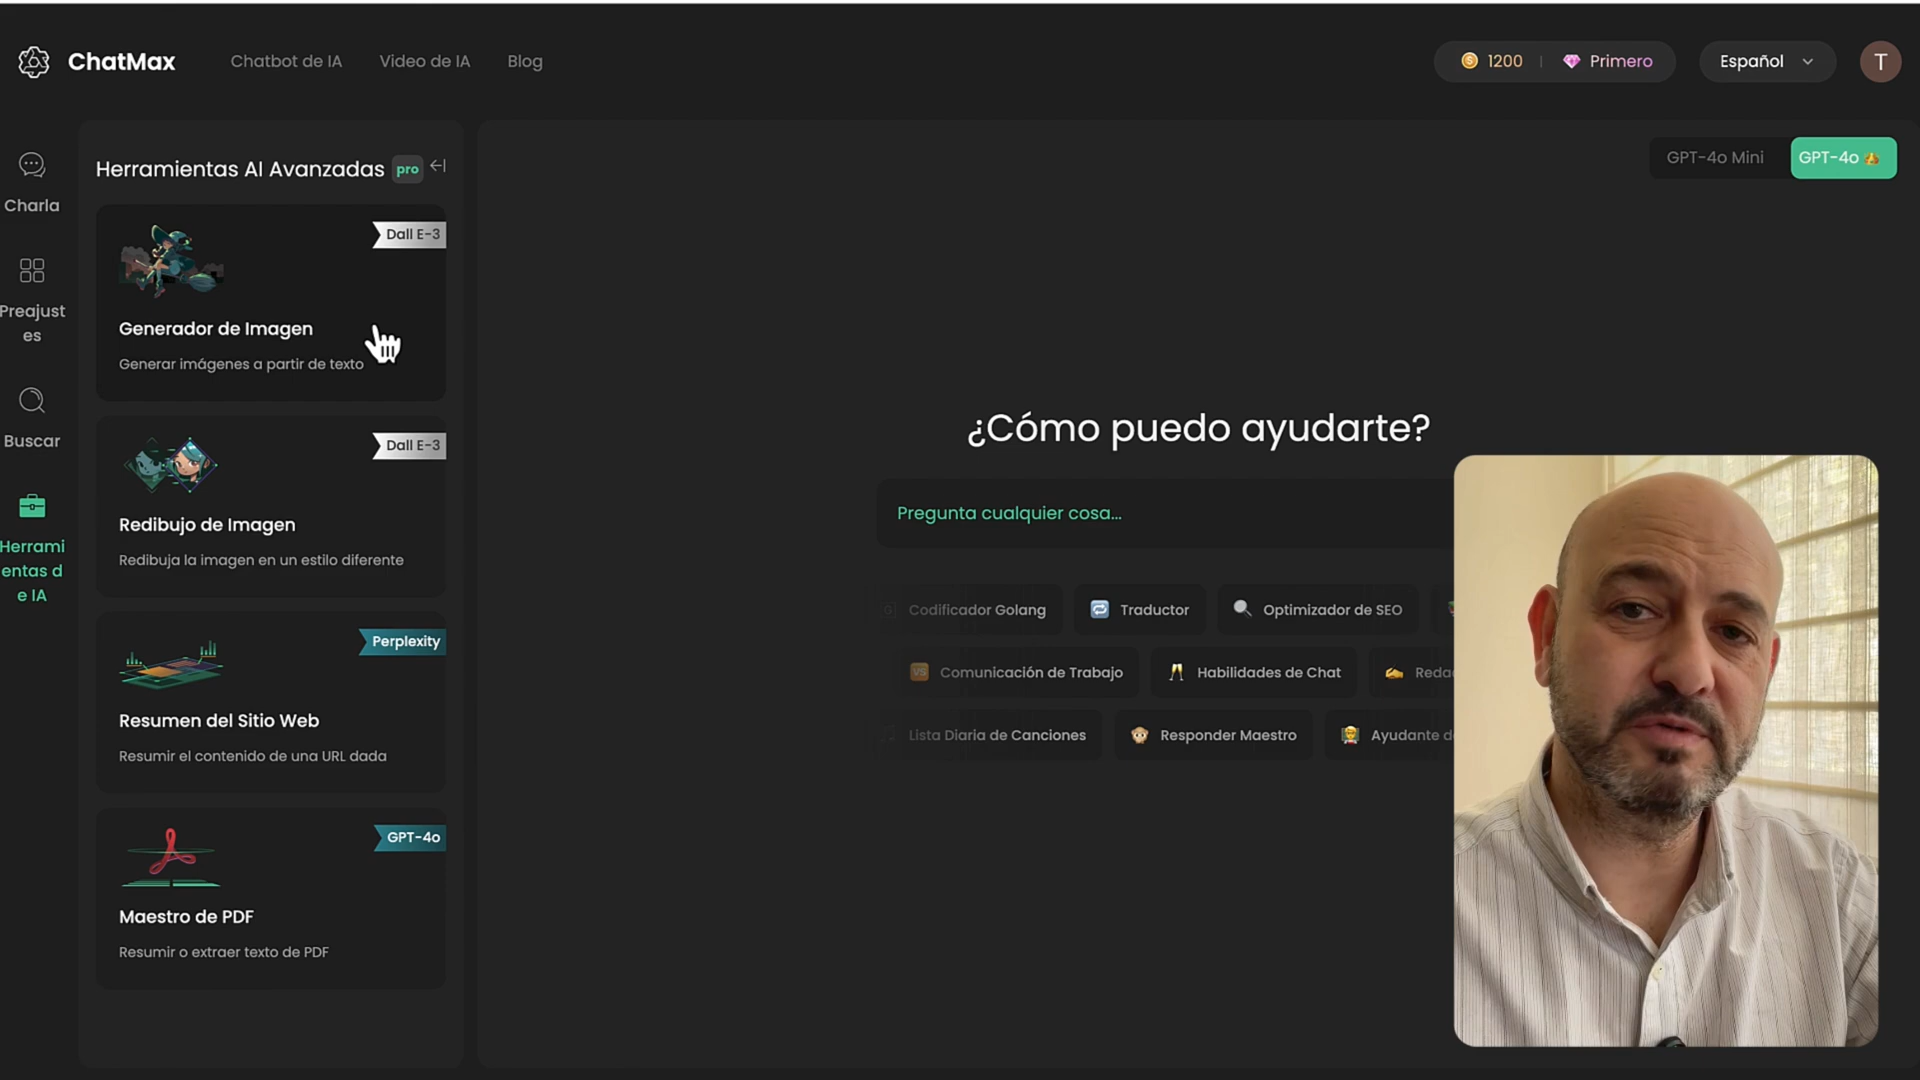 ChatMax
Chatbot de IA
Video de IA
Blog
1200
Primero
Español
T
Charla
Preajust
es
Buscar
Herrami
entas d
e IA
Herramientas AI Avanzadas pro
Dall E-3
Generador de Imagen
Generar imágenes a partir de texto
Dall E-3
Redibujo de Imagen
Redibuja la imagen en un estilo diferente
Perplexity
Resumen del Sitio Web
Resumir el contenido de una URL dada
GPT-4o
Maestro de PDF
Resumir o extraer texto de PDF
GPT-4o Mini
GPT-4o
¿Cómo puedo ayudarte?
Pregunta cualquier cosa...
Codificador Golang
Traductor
Optimizador de SEO
VS
Comunicación de Trabajo
Habilidades de Chat
Reda
Lista Diaria de Canciones
Responder Maestro
Ayudante d